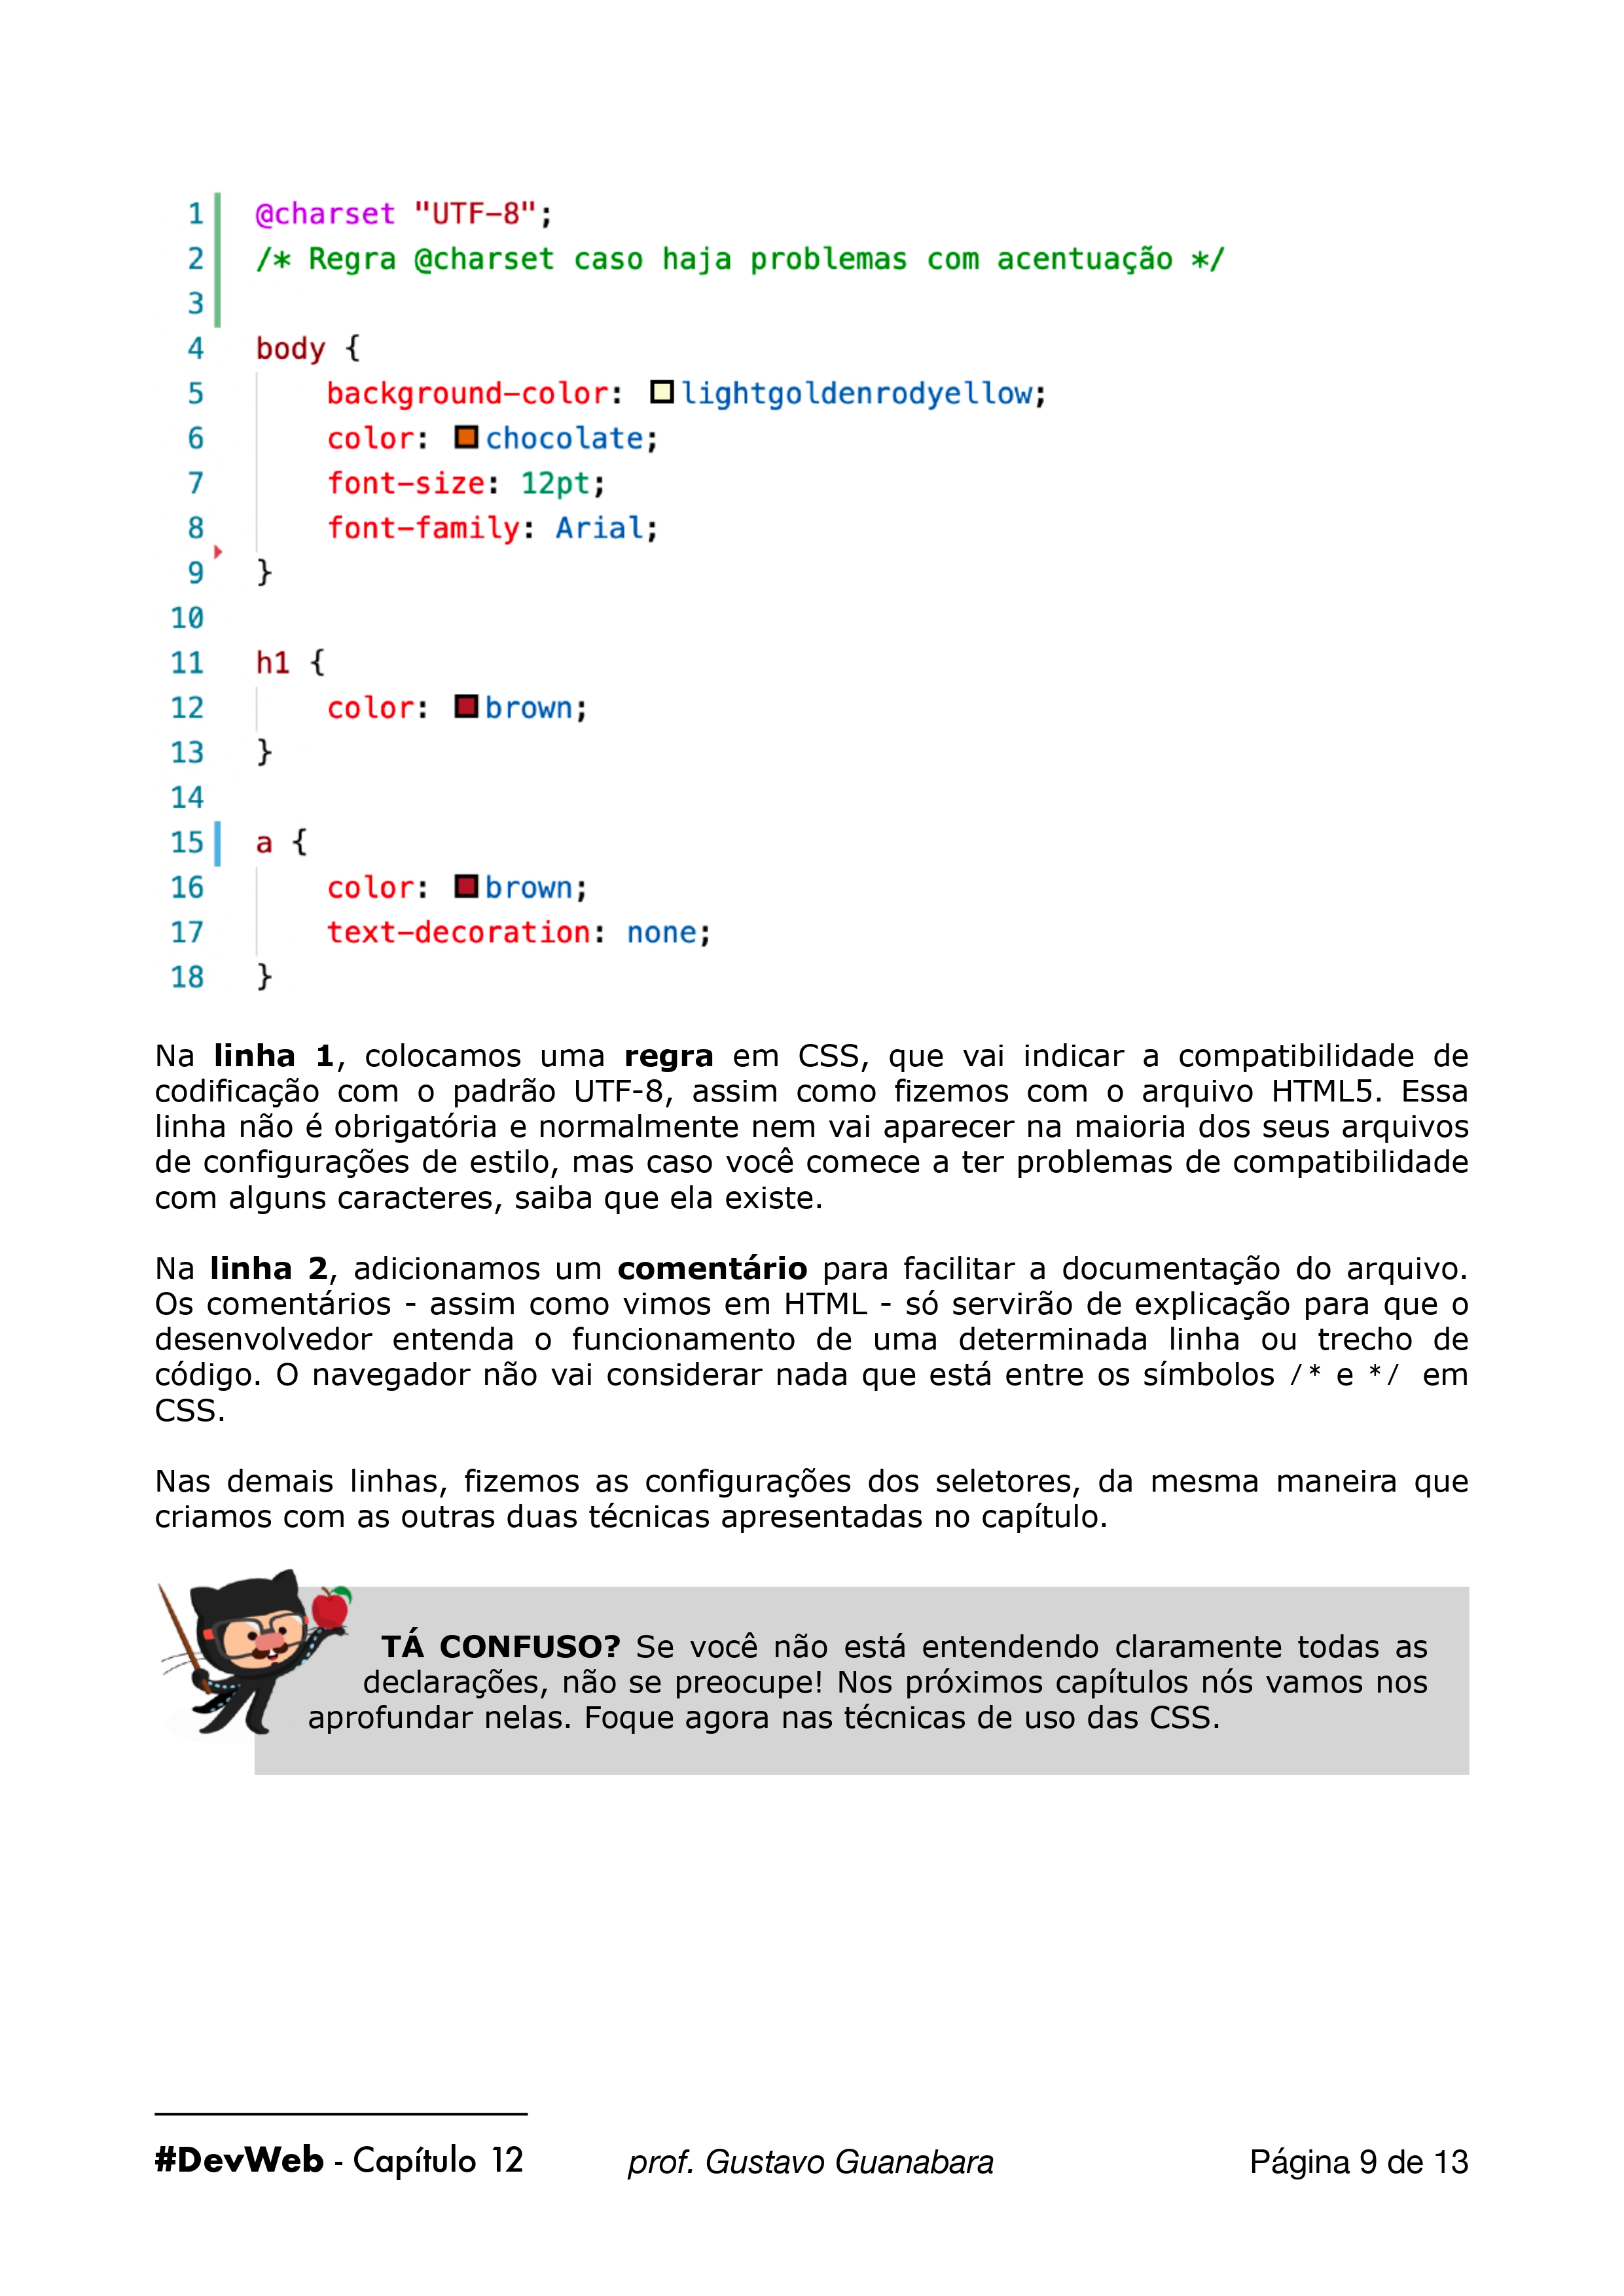 1 @charset "UTF-8";
2 /* Regra @charset caso haja problemas com acentuação */
3
4 body {
5 background-color: lightgoldenrodyellow;
6 color: chocolate;
7 font-size: 12pt;
8 font-family: Arial;
9 }
10
11 h1 {
12 color: brown;
13 }
14
15 a {
16 color: brown;
17 text-decoration: none;
18 }
Na linha 1, colocamos uma regra em CSS, que vai indicar a compatibilidade de
codificação com o padrão UTF-8, assim como fizemos com o arquivo HTML5. Essa
linha não é obrigatória e normalmente nem vai aparecer na maioria dos seus arquivos
de configurações de estilo, mas caso você comece a ter problemas de compatibilidade
com alguns caracteres, saiba que ela existe.
Na linha 2, adicionamos um comentário para facilitar a documentação do arquivo.
Os comentários - assim como vimos em HTML - só servirão de explicação para que o
desenvolvedor entenda o funcionamento de uma determinada linha ou trecho de
código. O navegador não vai considerar nada que está entre os símbolos /* e */ em
CSS.
Nas demais linhas, fizemos as configurações dos seletores, da mesma maneira que
criamos com as outras duas técnicas apresentadas no capítulo.
TÁ CONFUSO? Se você não está entendendo claramente todas as
declarações, não se preocupe! Nos próximos capítulos nós vamos nos
aprofundar nelas. Foque agora nas técnicas de uso das CSS.
#DevWeb - Capítulo 12 prof. Gustavo Guanabara Página 9 de 13